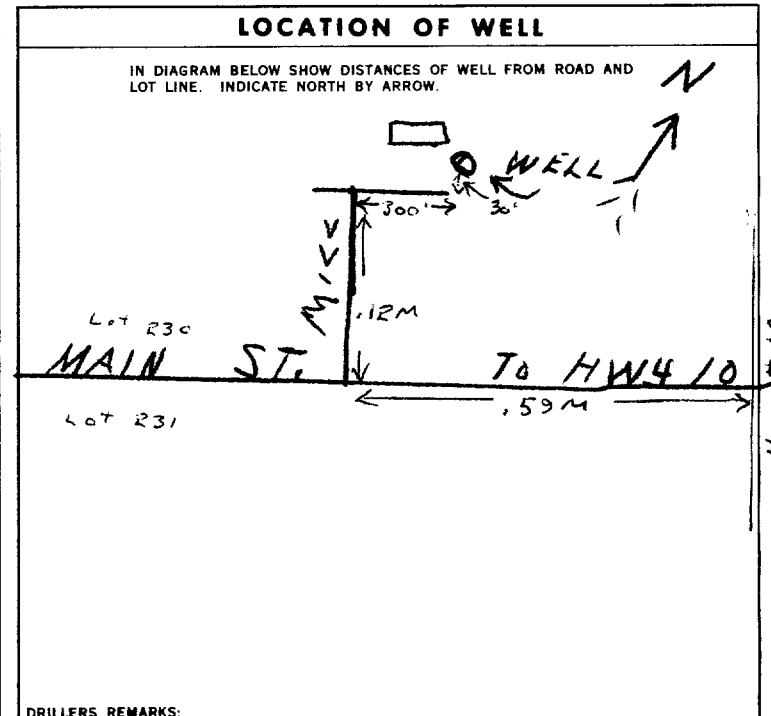 LOCATION OF WELL
IN DIAGRAM BELOW SHOW DISTANCES OF WELL FROM ROAD AND
LOT LINE. INDICATE NORTH BY ARROW.
N
WELL
300'
30'
MILL
.12M
Lot 230
MAIN ST.
TO HWY 10
.59M
Lot 231
DRILLERS REMARKS: